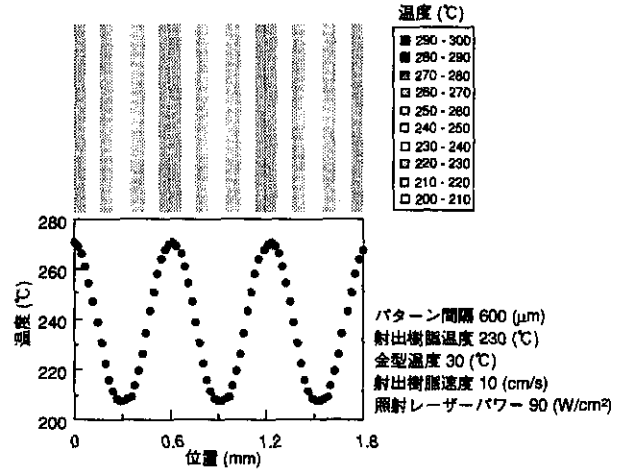 温度 (℃)
290 - 300
280 - 290
270 - 280
260 - 270
250 - 260
240 - 250
230 - 240
220 - 230
210 - 220
200 - 210
280
260
240
220
200
温度 (℃)
0
0.6
1.2
1.8
位置 (mm)
パターン間隔 600 (μm)
射出樹脂温度 230 (℃)
金型温度 30 (℃)
射出樹脂速度 10 (cm/s)
照射レーザーパワー 90 (W/cm²)